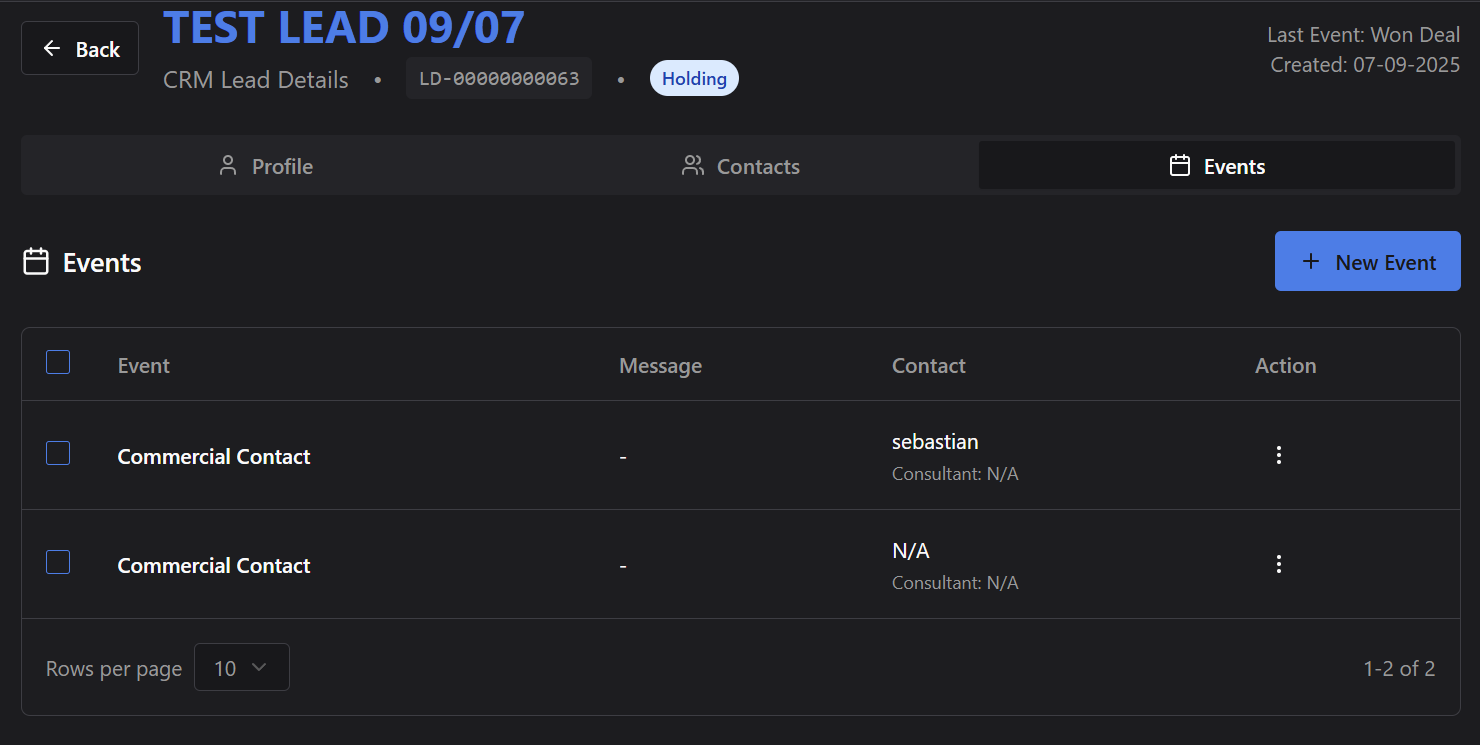 Back
TEST LEAD 09/07
CRM Lead Details • LD-00000000063 • Holding
Last Event: Won Deal
Created: 07-09-2025
Profile
Contacts
Events
Events
+ New Event
Event Message Contact Action
Commercial Contact - sebastian
Consultant: N/A
Commercial Contact - N/A
Consultant: N/A
Rows per page 10
1-2 of 2